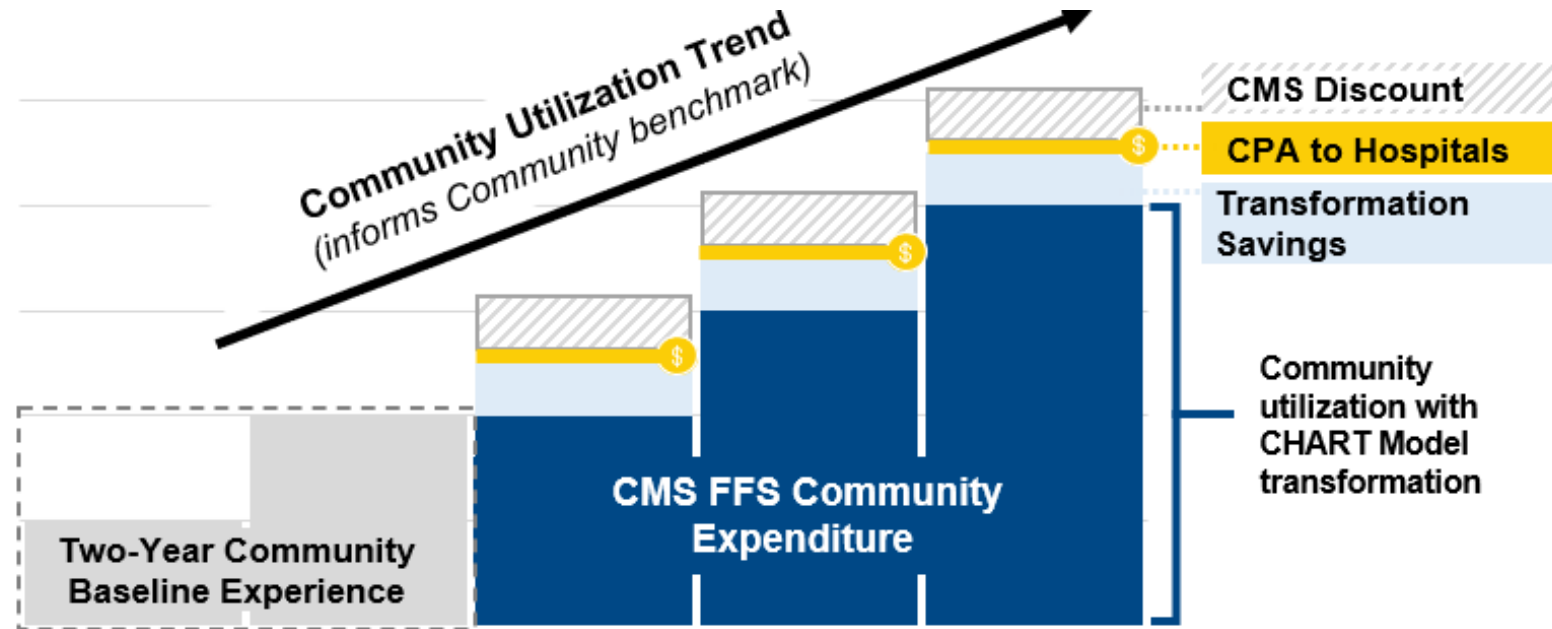 Community Utilization Trend
(informs Community benchmark)
CMS Discount
$
CPA to Hospitals
$
Transformation
Savings
$
Community
utilization with
CHART Model
transformation
CMS FFS Community
Expenditure
Two-Year Community
Baseline Experience